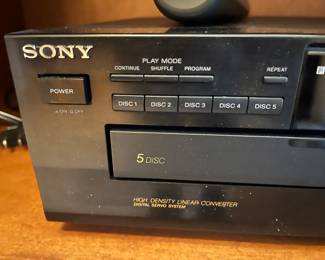 SONY
PLAY MODE
CONTINUE SHUFFLE PROGRAM
REPEAT
POWER
DISC 1 DISC 2 DISC 3 DISC 4 DISC 5
5 DISC
HIGH DENSITY LINEAR CONVERTER
DIGITAL SERVO SYSTEM